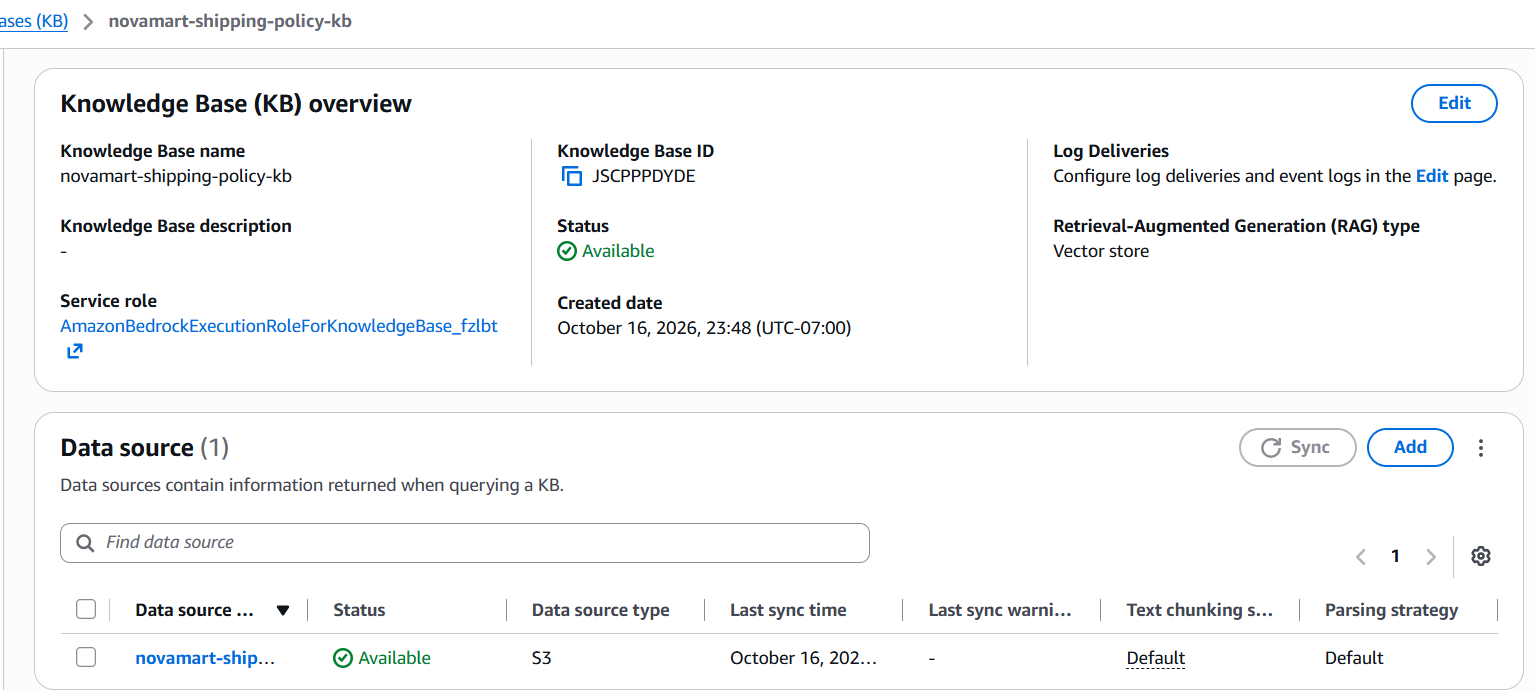 ases (KB) > novamart-shipping-policy-kb
Knowledge Base (KB) overview
Edit
Knowledge Base name
novamart-shipping-policy-kb
Knowledge Base description
-
Service role
AmazonBedrockExecutionRoleForKnowledgeBase_fzlbt
Knowledge Base ID
JSCPPPDYDE
Status
Available
Created date
October 16, 2026, 23:48 (UTC-07:00)
Log Deliveries
Configure log deliveries and event logs in the Edit page.
Retrieval-Augmented Generation (RAG) type
Vector store
Data source (1)
Sync
Add
Data sources contain information returned when querying a KB.
Find data source
1
Data source ... Status Data source type Last sync time Last sync warni... Text chunking s... Parsing strategy
novamart-ship... Available S3 October 16, 202... - Default Default